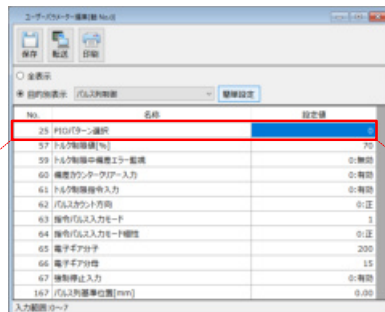 ユーザ・パラメーター編集[軸 No.0]
保存 転送 印刷
全表示
目的別表示 パルス列制御 簡単設定
No. 名称 設定値
25 PIOパターン選択 0
57 トルク制限値[%] 70
59 トルク制限中偏差エラー監視 0:無効
60 偏差カウンタークリアー入力 0:有効
61 トルク制限指令入力 0:有効
62 パルスカウント方向 0:正
63 指令パルス入力モード 1
64 指令パルス入力モード極性 0:正
65 電子ギア分子 200
66 電子ギア分母 15
67 強制停止入力 0:有効
167 パルス列基準位置[mm] 0.00
入力範囲:0~7